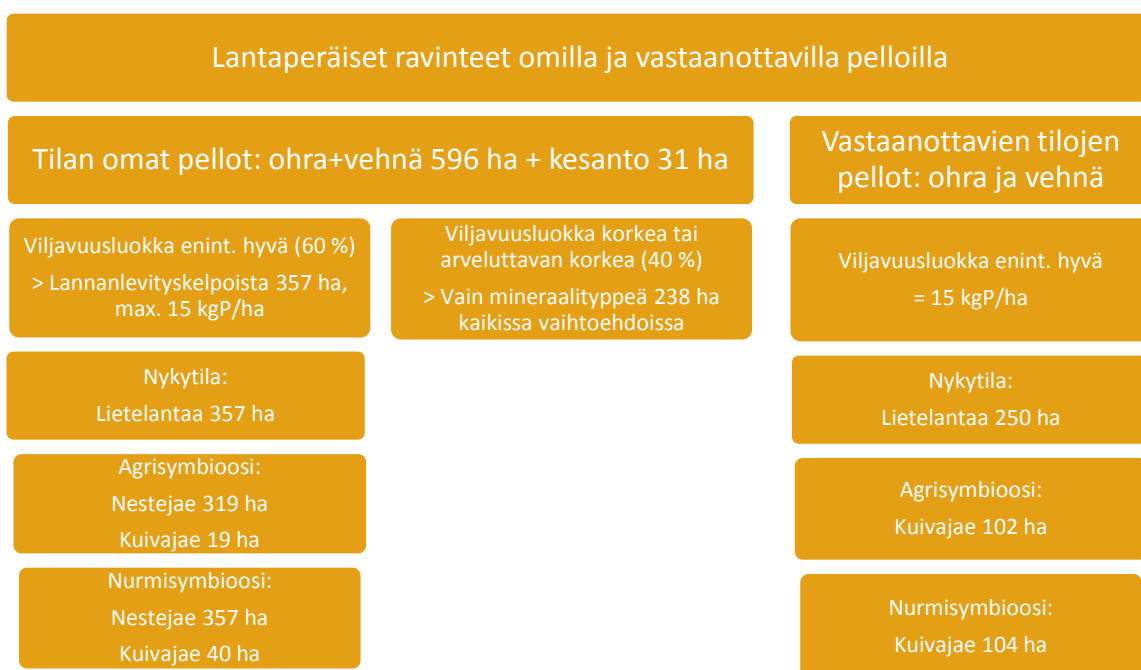 Lantaperäiset ravinteet omilla ja vastaanottavilla pelloilla
Tilan omat pellot: ohra+vehnä 596 ha + kesanto 31 ha
Viljavuusluokka enint. hyvä (60 %)
> Lannanlevityskelpoista 357 ha,
max. 15 kgP/ha
Viljavuusluokka korkea tai
arveluttavan korkea (40 %)
> Vain mineraalityppeä 238 ha
kaikissa vaihtoehdoissa
Nykytila:
Lietelantaa 357 ha
Agrisymbioosi:
Nestejae 319 ha
Kuivajae 19 ha
Nurmisymbioosi:
Nestejae 357 ha
Kuivajae 40 ha
Vastaanottavien tilojen
pellot: ohra ja vehnä
Viljavuusluokka enint. hyvä
= 15 kgP/ha
Nykytila:
Lietelantaa 250 ha
Agrisymbioosi:
Kuivajae 102 ha
Nurmisymbioosi:
Kuivajae 104 ha